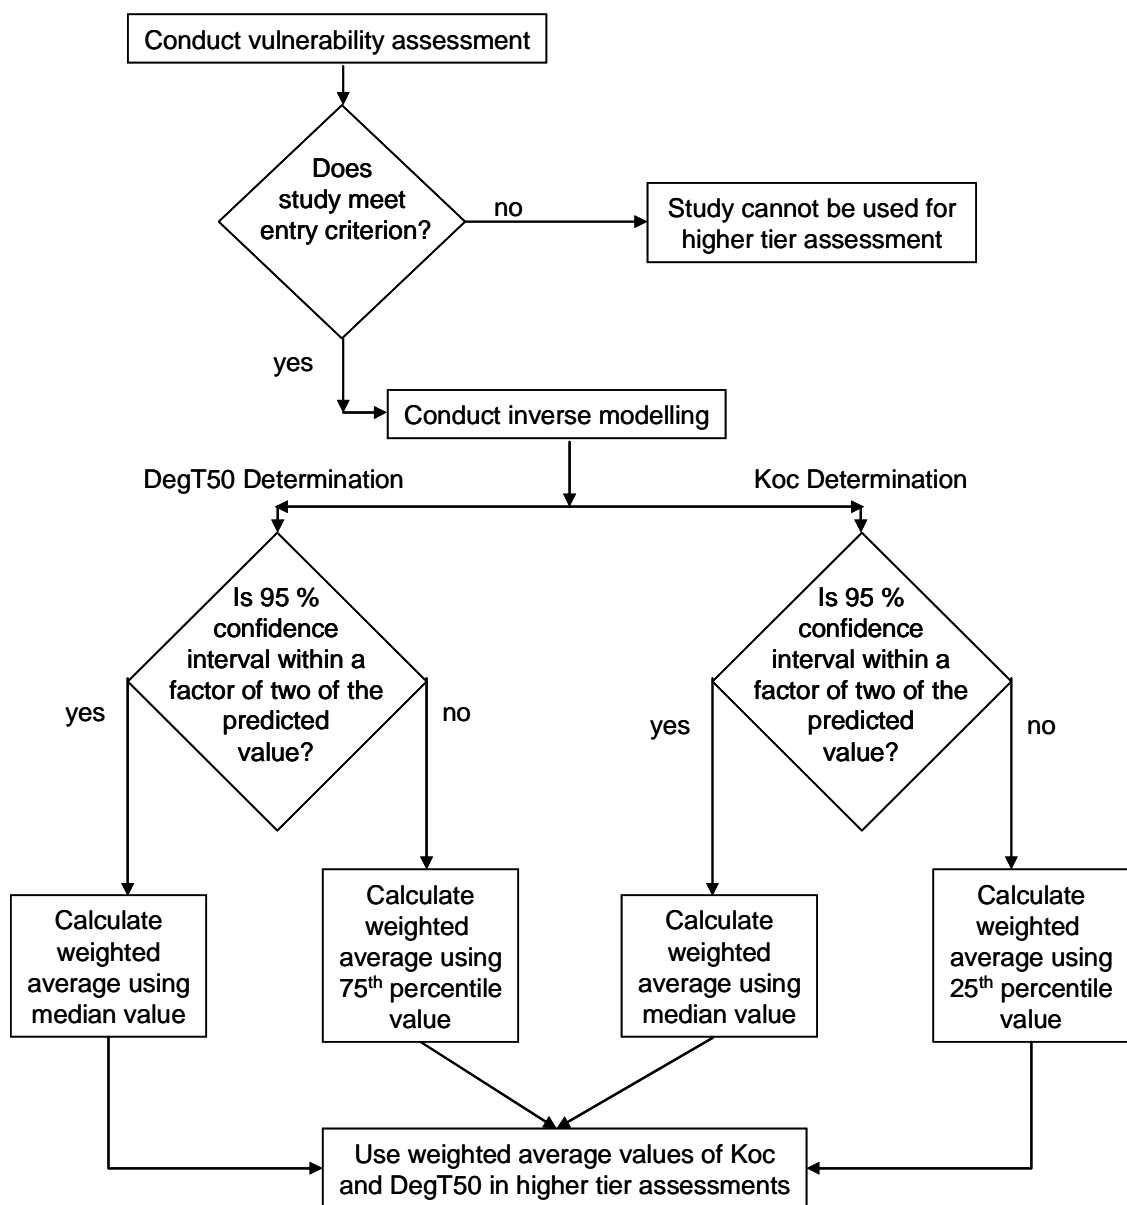 Conduct vulnerability assessment
Does
study meet
entry criterion?
no
Study cannot be used for
higher tier assessment
yes
Conduct inverse modelling
DegT50 Determination
Koc Determination
Is 95 %
confidence
interval within a
factor of two of the
predicted
value?
yes
no
Is 95 %
confidence
interval within a
factor of two of the
predicted
value?
yes
no
Calculate
weighted
average using
median value
Calculate
weighted
average using
75th percentile
value
Calculate
weighted
average using
median value
Calculate
weighted
average using
25th percentile
value
Use weighted average values of Koc
and DegT50 in higher tier assessments